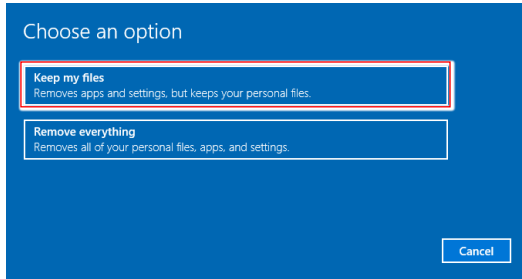 Choose an option
Keep my files
Removes apps and settings, but keeps your personal files.
Remove everything
Removes all of your personal files, apps, and settings.
Cancel